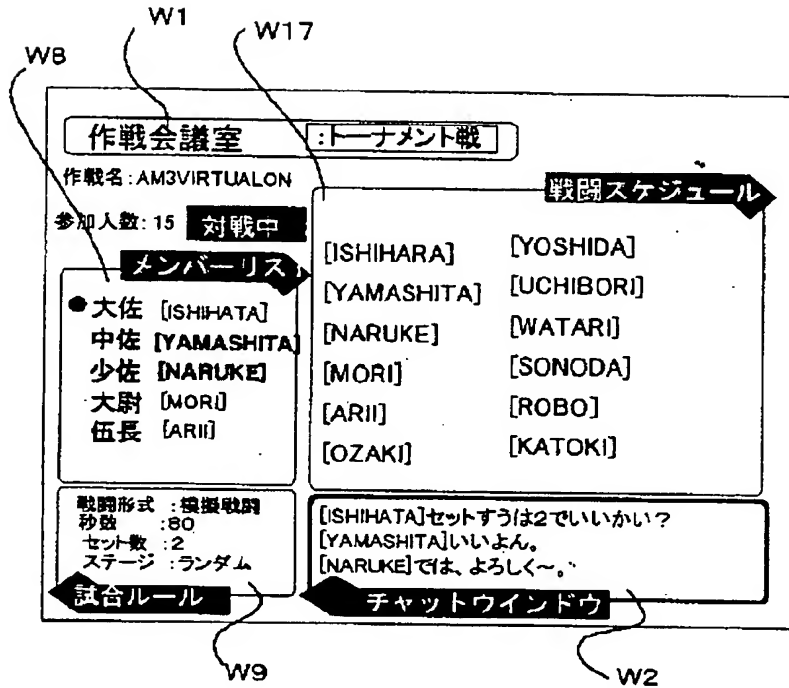 W1
W8
W17
作戦会議室 :トーナメント戦
作戦名:AM3VIRTUALON
参加人数:15 対戦中
メンバーリスト
●大佐 [ISHIHATA]
中佐 [YAMASHITA]
少佐 [NARUKE]
大尉 [MORI]
伍長 [ARII]
戦闘スケジュール
[ISHIHARA] [YOSHIDA]
[YAMASHITA] [UCHIBORI]
[NARUKE] [WATARI]
[MORI] [SONODA]
[ARII] [ROBO]
[OZAKI] [KATOKI]
戦闘形式 :模擬戦闘
秒数 :80
セット数 :2
ステージ :ランダム
試合ルール
[ISHIHATA]セットすうは2でいいかい?
[YAMASHITA]いいよん。
[NARUKE]では、よろしく~。
チャットウインドウ
W9
W2